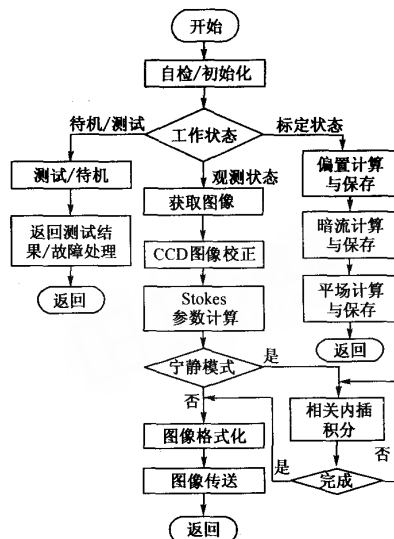 开始
自检/初始化
待机/测试
工作状态
标定状态
测试/待机
观测状态
偏置计算
与保存
获取图像
返回测试结
果/故障处理
暗流计算
与保存
CCD图像校正
返回
Stokes
参数计算
平场计算
与保存
返回
宁静模式
是
否
相关内插
积分
图像格式化
是
否
图像传送
完成
返回